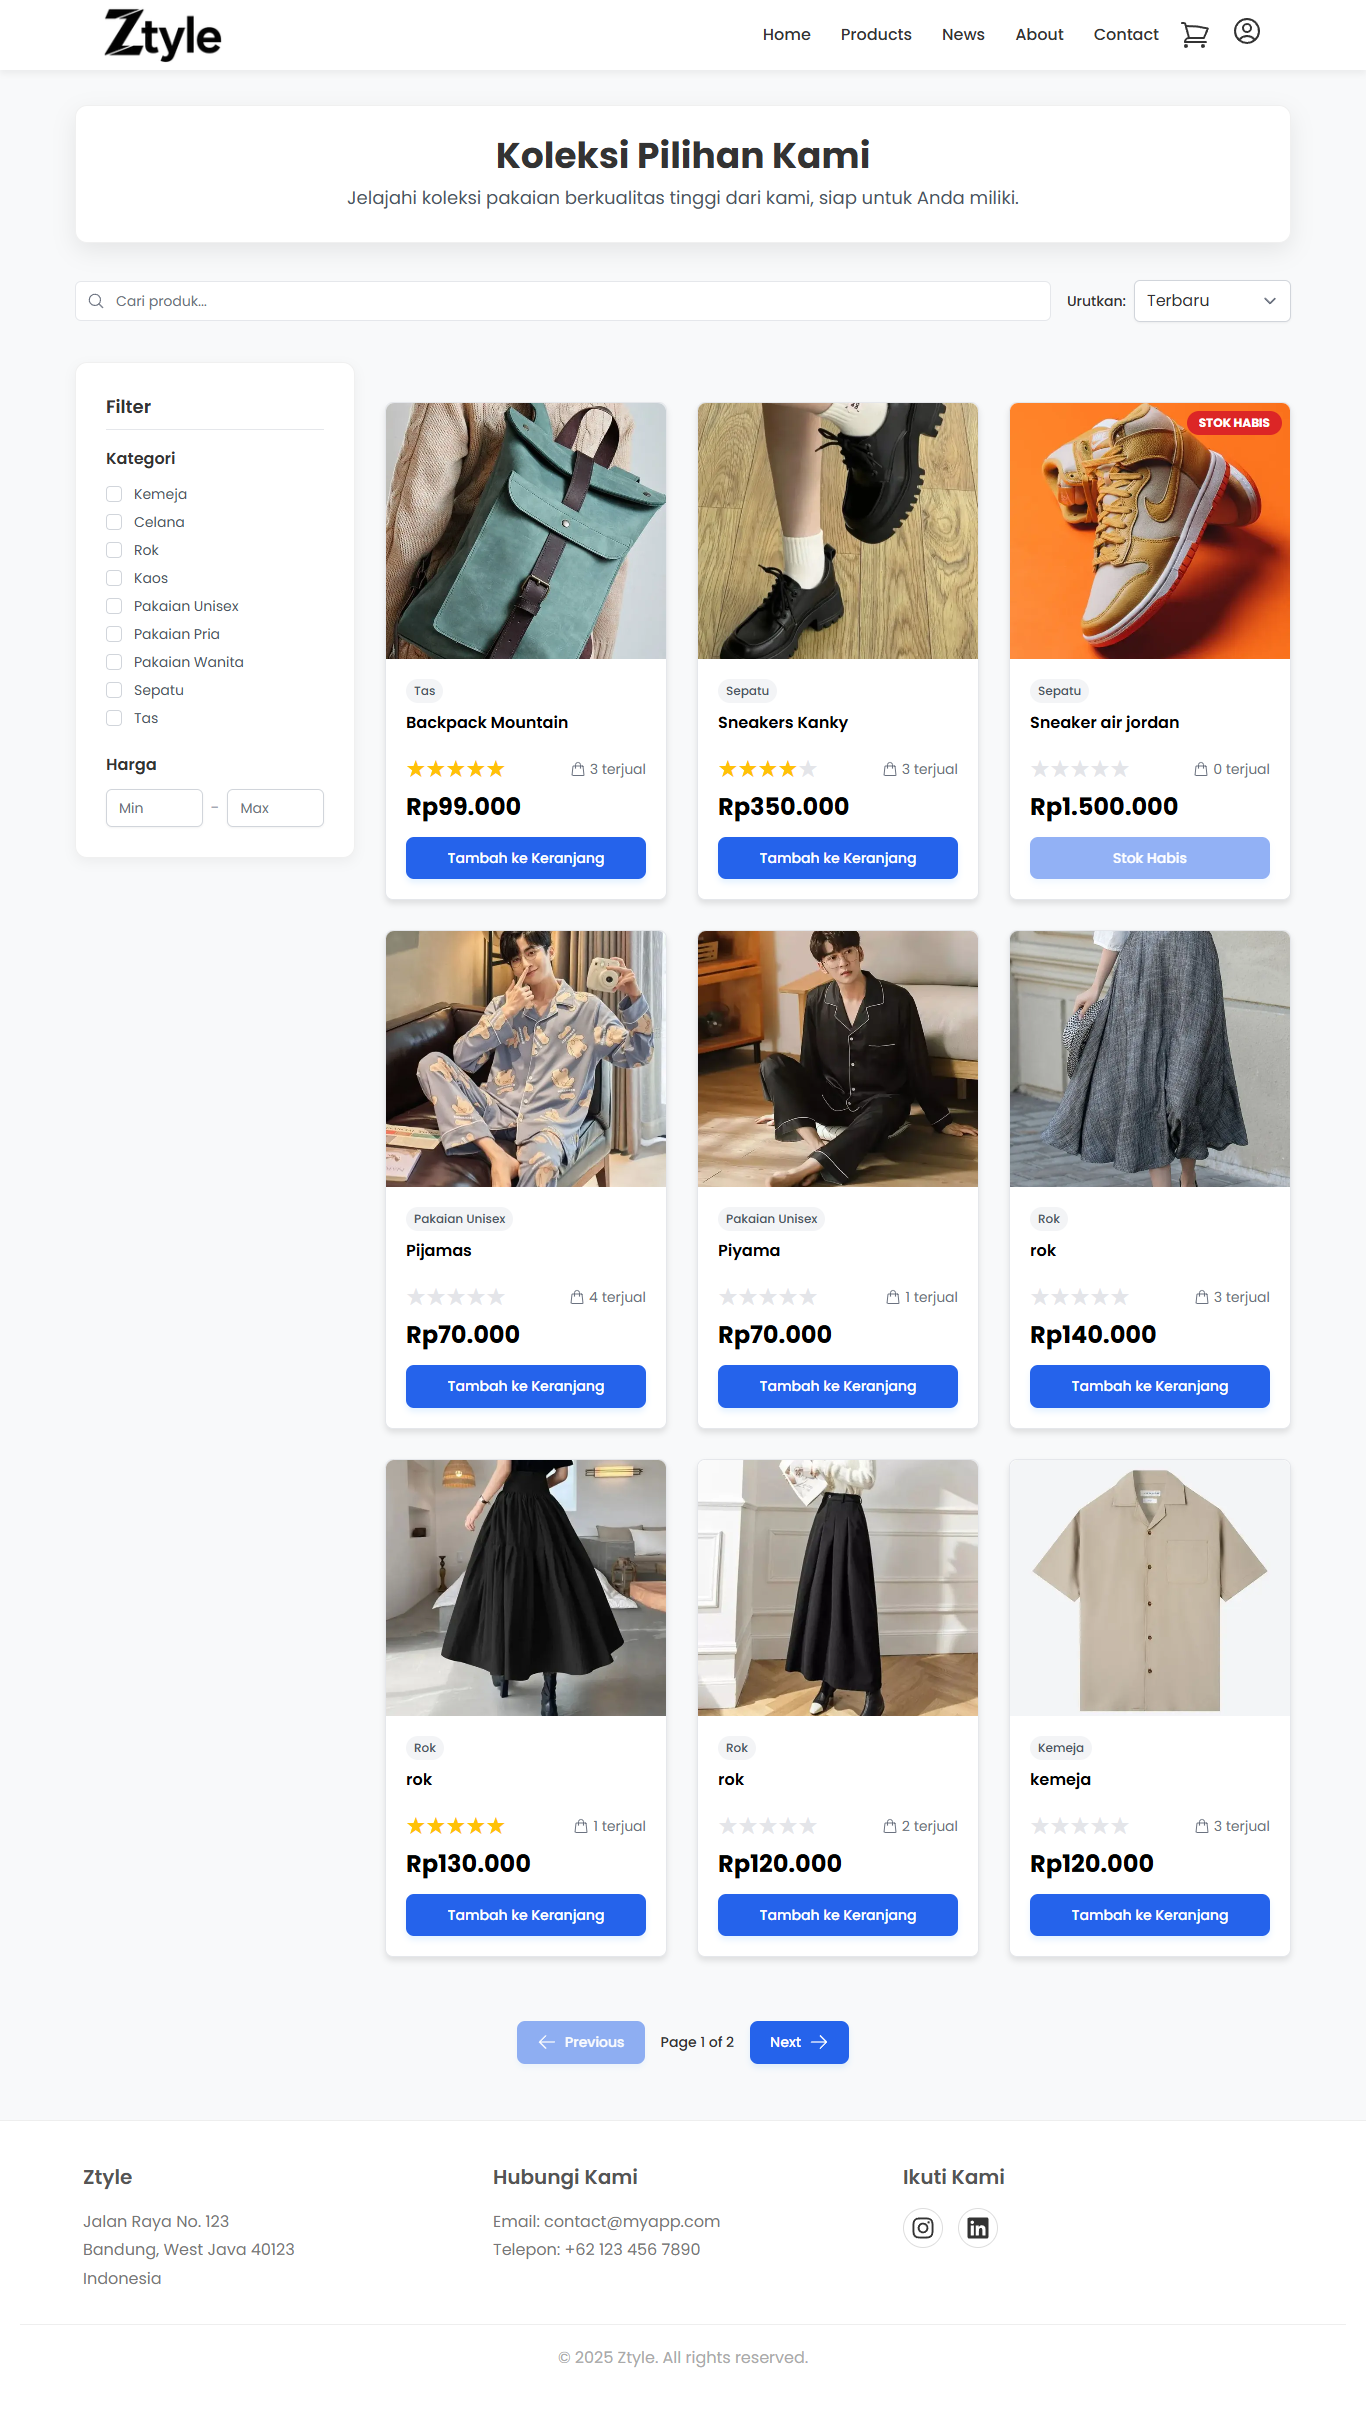 Ztyle
Home Products News About Contact
Koleksi Pilihan Kami
Jelajahi koleksi pakaian berkualitas tinggi dari kami, siap untuk Anda miliki.
Cari produk...
Urutkan: Terbaru
Filter
Kategori
Kemeja
Celana
Rok
Kaos
Pakaian Unisex
Pakaian Pria
Pakaian Wanita
Sepatu
Tas
Harga
Min - Max
Tas
Backpack Mountain
3 terjual
Rp99.000
Tambah ke Keranjang
Sepatu
Sneakers Kanky
3 terjual
Rp350.000
Tambah ke Keranjang
STOK HABIS
Sepatu
Sneaker air jordan
0 terjual
Rp1.500.000
Stok Habis
Pakaian Unisex
Pijamas
4 terjual
Rp70.000
Tambah ke Keranjang
Pakaian Unisex
Piyama
1 terjual
Rp70.000
Tambah ke Keranjang
Rok
rok
3 terjual
Rp140.000
Tambah ke Keranjang
Rok
rok
1 terjual
Rp130.000
Tambah ke Keranjang
Rok
rok
2 terjual
Rp120.000
Tambah ke Keranjang
Kemeja
kemeja
3 terjual
Rp120.000
Tambah ke Keranjang
Previous Page 1 of 2 Next
Ztyle
Jalan Raya No. 123
Bandung, West Java 40123
Indonesia
Hubungi Kami
Email: contact@myapp.com
Telepon: +62 123 456 7890
Ikuti Kami
© 2025 Ztyle. All rights reserved.